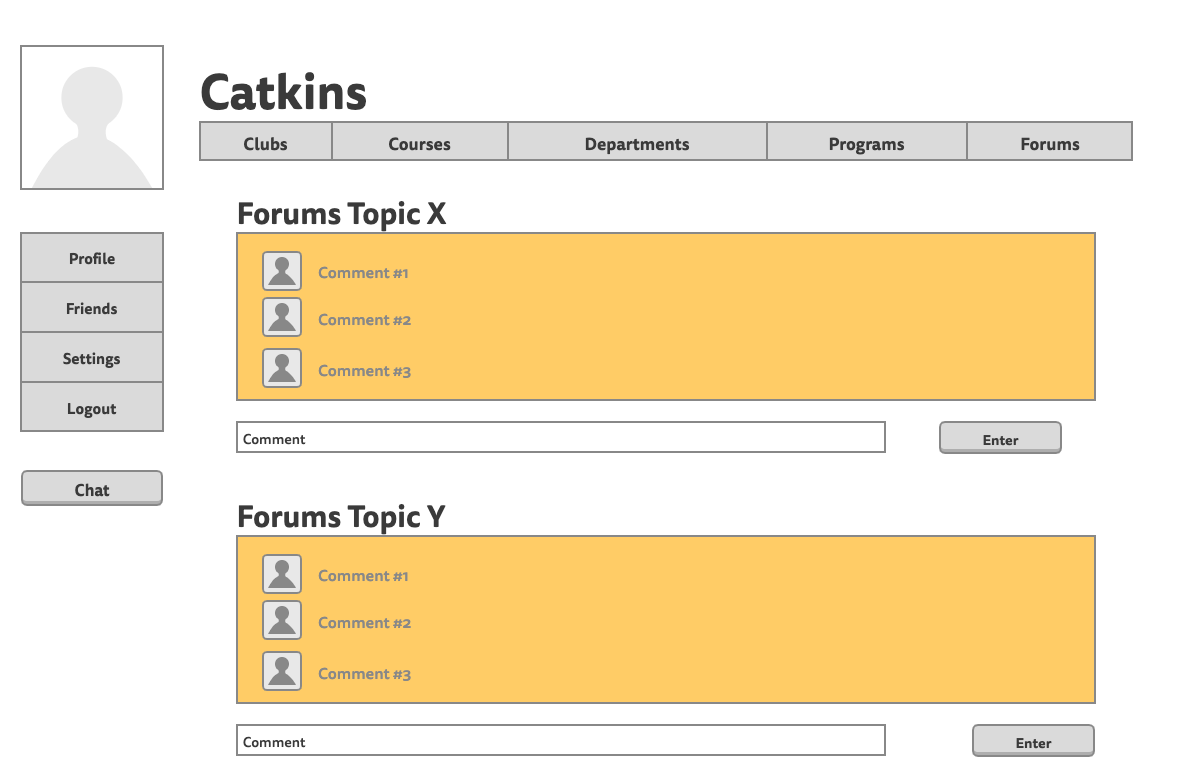 Catkins
Clubs Courses Departments Programs Forums
Profile
Friends
Settings
Logout
Chat
Forums Topic X
Comment #1
Comment #2
Comment #3
Comment Enter
Forums Topic Y
Comment #1
Comment #2
Comment #3
Comment Enter